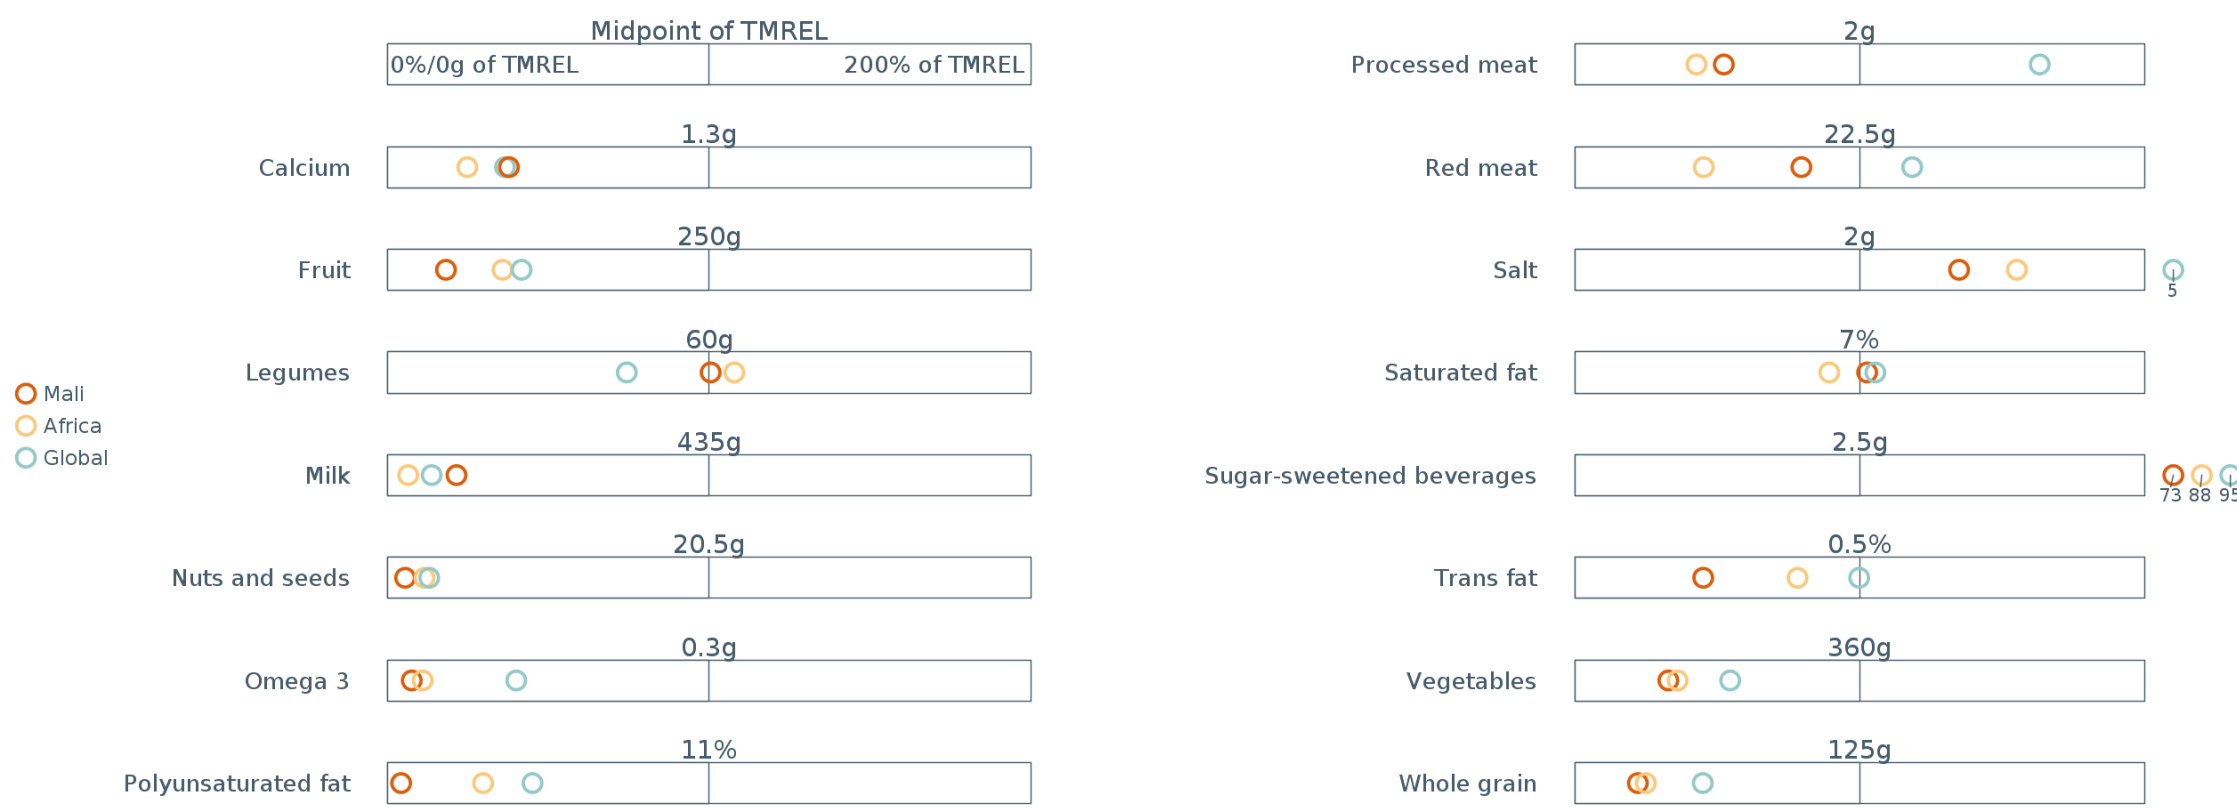 Midpoint of TMREL
0%/0g of TMREL
200% of TMREL
1.3g
Calcium
250g
Fruit
60g
Legumes
435g
Milk
20.5g
Nuts and seeds
0.3g
Omega 3
11%
Polyunsaturated fat
Mali
Africa
Global
2g
Processed meat
22.5g
Red meat
2g
Salt
5
7%
Saturated fat
2.5g
Sugar-sweetened beverages
73 88 95
0.5%
Trans fat
360g
Vegetables
125g
Whole grain